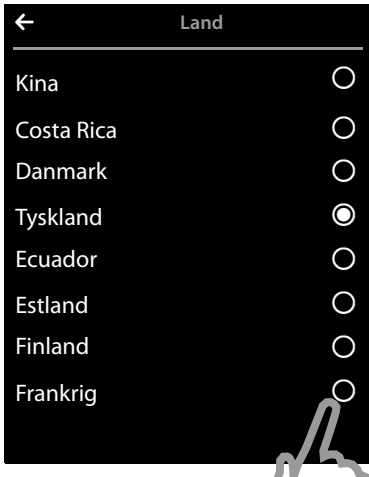 Land
Kina
Costa Rica
Danmark
Tyskland
Ecuador
Estland
Finland
Frankrig